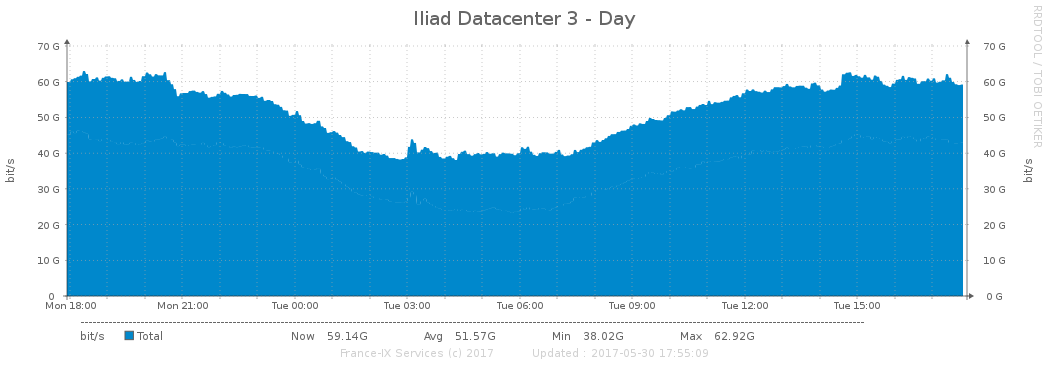 Iliad Datacenter 3 - Day
RRDTOOL / TOBI OETIKER
70 G 70 G
60 G 60 G
50 G 50 G
40 G 40 G
30 G 30 G
20 G 20 G
10 G 10 G
0 0 G
bit/s bit/s
Mon 18:00 Mon 21:00 Tue 00:00 Tue 03:00 Tue 06:00 Tue 09:00 Tue 12:00 Tue 15:00
bit/s Total Now 59.14G Avg 51.57G Min 38.02G Max 62.92G
France-IX Services (c) 2017 Updated : 2017-05-30 17:55:09